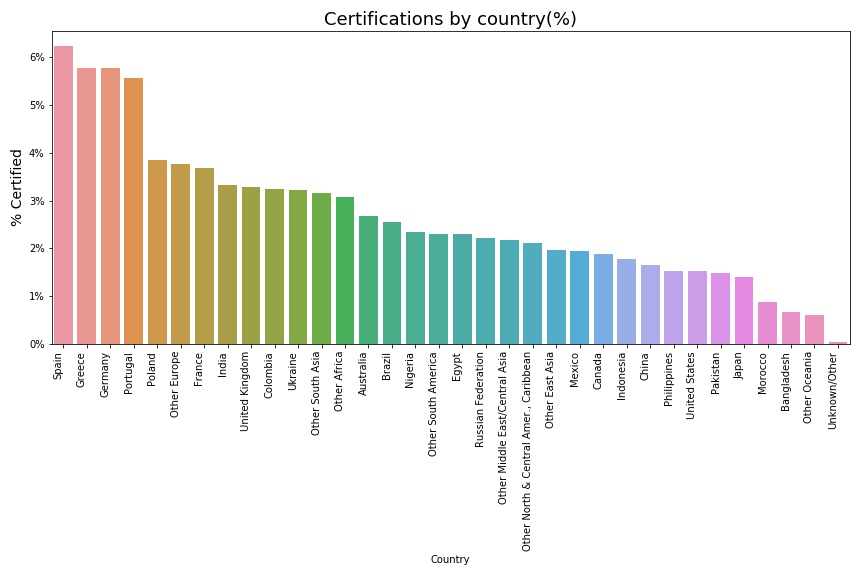 Certifications by country(%)
% Certified
6%
5%
4%
3%
2%
1%
0%
Spain
Greece
Germany
Portugal
Poland
Other Europe
France
India
United Kingdom
Colombia
Ukraine
Other South Asia
Other Africa
Australia
Brazil
Nigeria
Other South America
Egypt
Russian Federation
Other Middle East/Central Asia
Other North & Central Amer., Caribbean
Other East Asia
Mexico
Canada
Indonesia
China
Philippines
United States
Pakistan
Japan
Morocco
Bangladesh
Other Oceania
Unknown/Other
Country